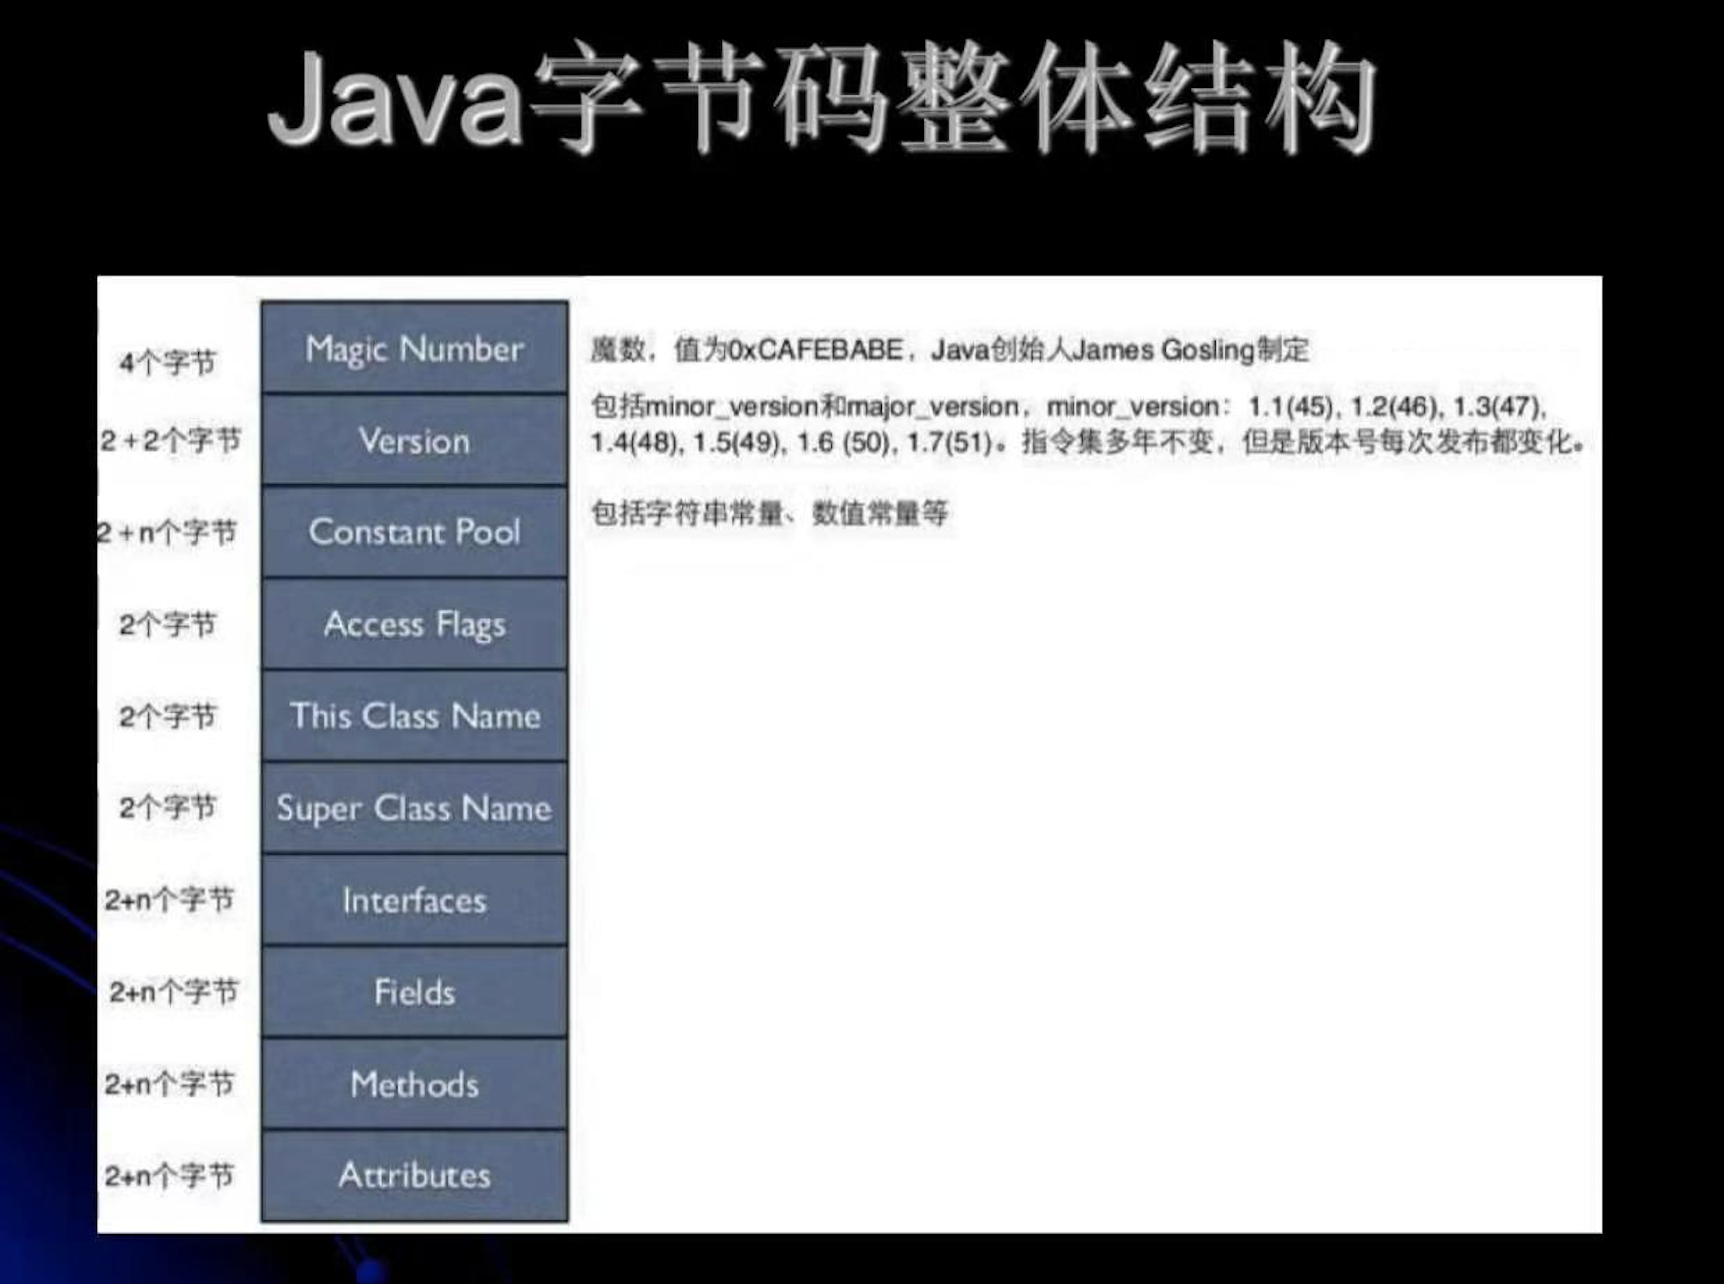 Java字节码整体结构
4个字节 Magic Number 魔数，值为0xCAFEBABE，Java创始人James Gosling制定
2+2个字节 Version 包括minor_version和major_version，minor_version：1.1(45), 1.2(46), 1.3(47),
1.4(48), 1.5(49), 1.6 (50), 1.7(51)。指令集多年不变，但是版本号每次发布都变化。
2+n个字节 Constant Pool 包括字符串常量、数值常量等
2个字节 Access Flags
2个字节 This Class Name
2个字节 Super Class Name
2+n个字节 Interfaces
2+n个字节 Fields
2+n个字节 Methods
2+n个字节 Attributes